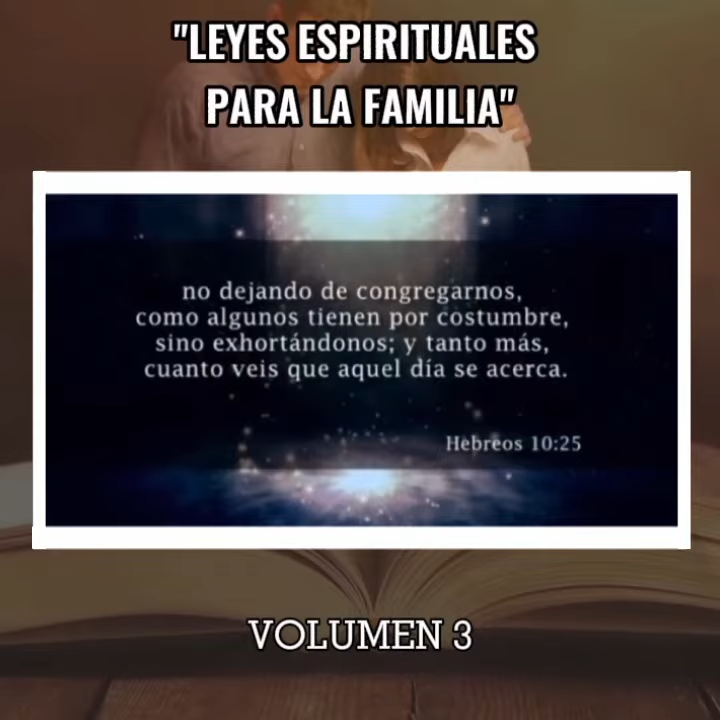 "LEYES ESPIRITUALES
PARA LA FAMILIA"
no dejando de congregarnos,
como algunos tienen por costumbre,
sino exhortándonos; y tanto más,
cuanto veis que aquel día se acerca.
Hebreos 10:25
VOLUMEN 3